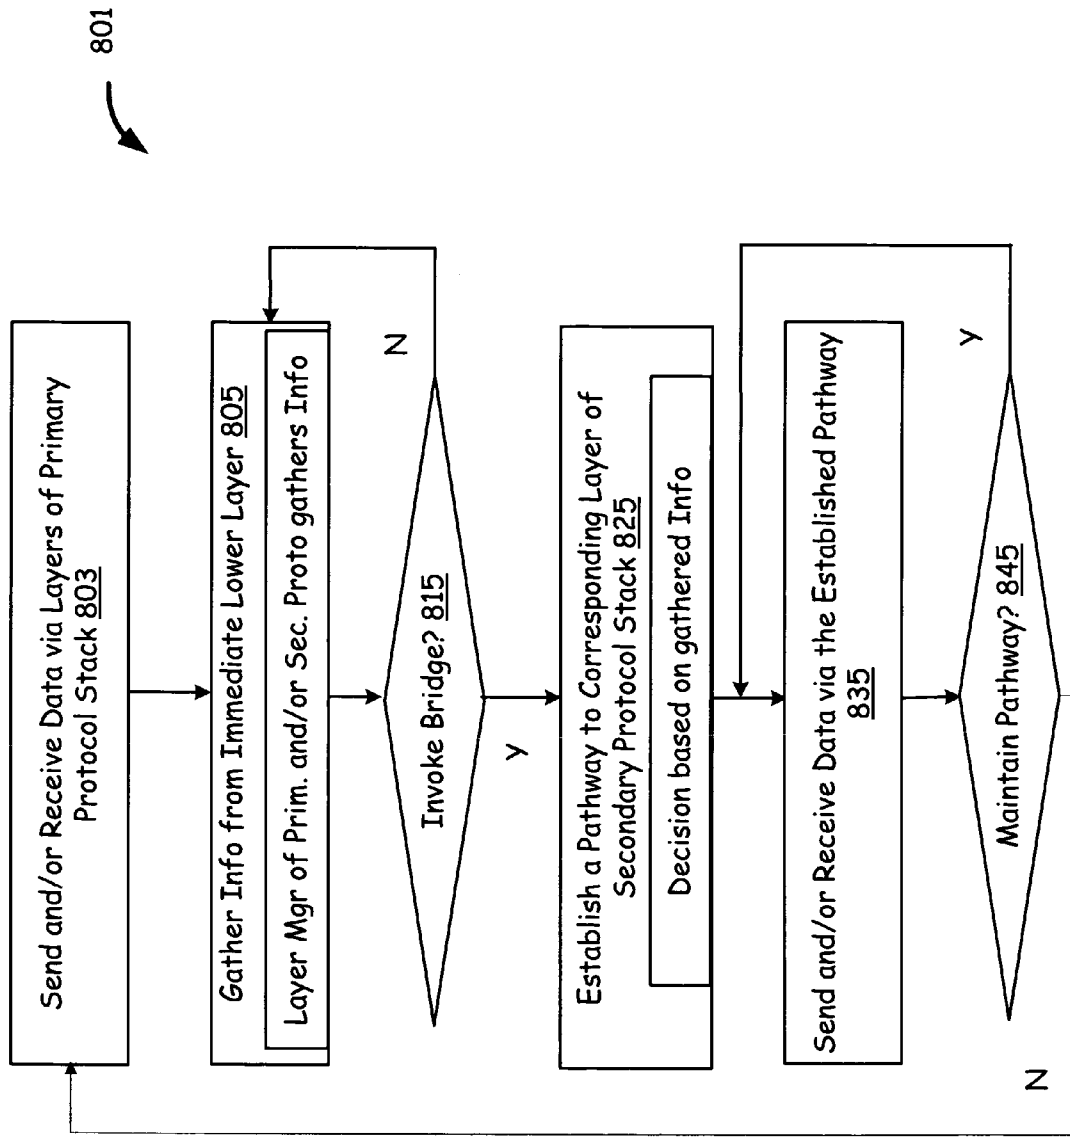 801
Send and/or Receive Data via Layers of Primary
Protocol Stack 803
Gather Info from Immediate Lower Layer 805
Layer Mgr of Prim. and/or Sec. Proto gathers Info
N
Invoke Bridge? 815
y
Establish a Pathway to Corresponding Layer of
Secondary Protocol Stack 825
Decision based on gathered Info
Send and/or Receive Data via the Established Pathway
835
y
Maintain Pathway? 845
N